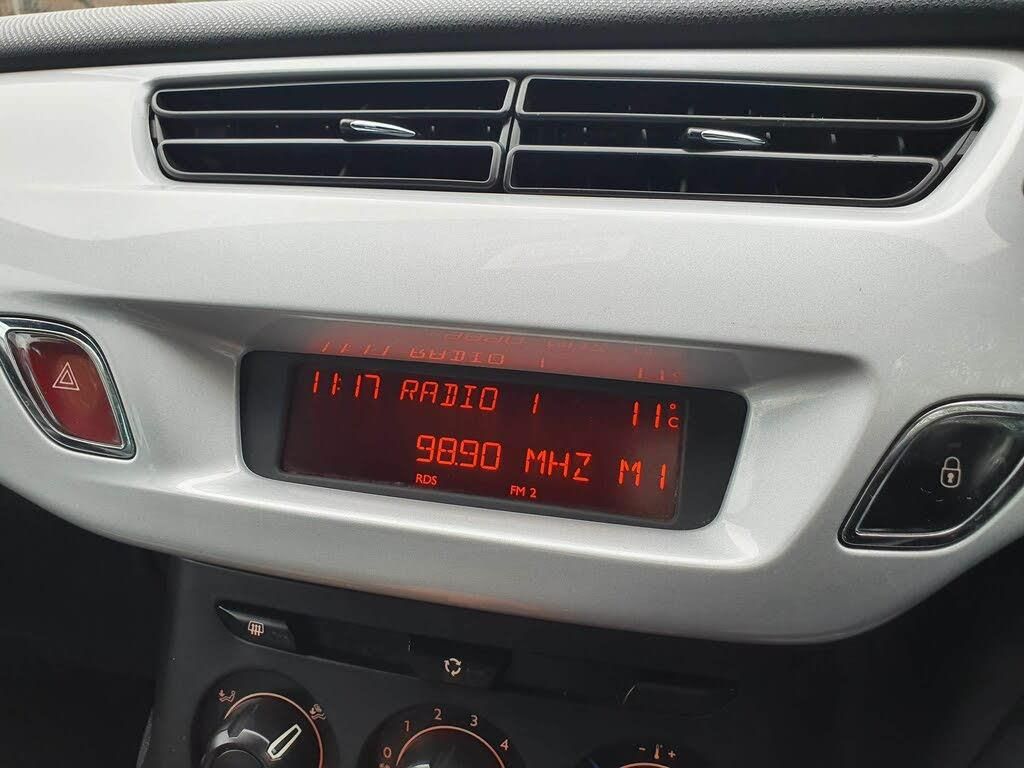 11:17 RADIO 1 11°C
98.90 MHZ M1
RDS FM 2
0 1 2 3 4
- +